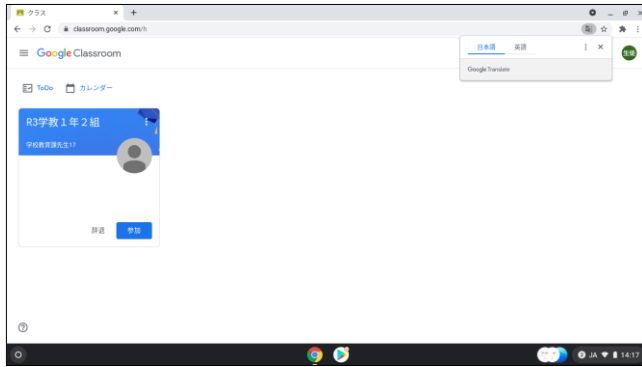 クラス
classroom.google.com/h
Google Classroom
日本語 英語
Google Translate
生徒
ToDo カレンダー
R3学教1年2組
学校教育課先生17
辞退 参加
JA 14:17